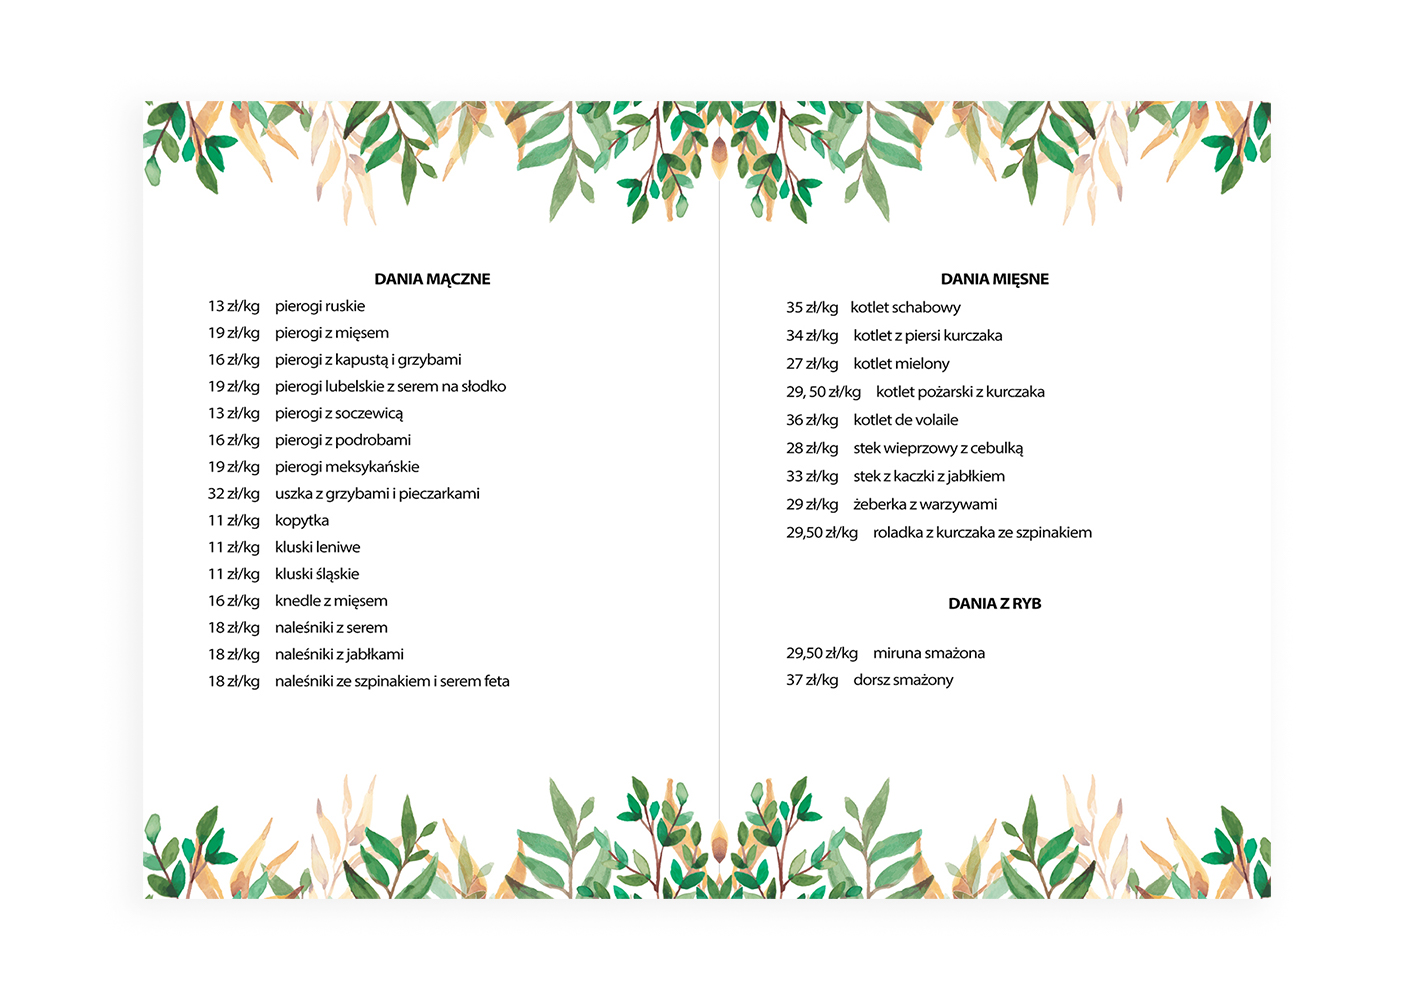 DANIA MĄCZNE
13 zł/kg pierogi ruskie
19 zł/kg pierogi z mięsem
16 zł/kg pierogi z kapustą i grzybami
19 zł/kg pierogi lubelskie z serem na słodko
13 zł/kg pierogi z soczewicą
16 zł/kg pierogi z podrobami
19 zł/kg pierogi meksykańskie
32 zł/kg uszka z grzybami i pieczarkami
11 zł/kg kopytka
11 zł/kg kluski leniwe
11 zł/kg kluski śląskie
16 zł/kg knedle z mięsem
18 zł/kg naleśniki z serem
18 zł/kg naleśniki z jabłkami
18 zł/kg naleśniki ze szpinakiem i serem feta
DANIA MIĘSNE
35 zł/kg kotlet schabowy
34 zł/kg kotlet z piersi kurczaka
27 zł/kg kotlet mielony
29, 50 zł/kg kotlet pożarski z kurczaka
36 zł/kg kotlet de volaile
28 zł/kg stek wieprzowy z cebulką
33 zł/kg stek z kaczki z jabłkiem
29 zł/kg żeberka z warzywami
29,50 zł/kg roladka z kurczaka ze szpinakiem
DANIA Z RYB
29,50 zł/kg miruna smażona
37 zł/kg dorsz smażony